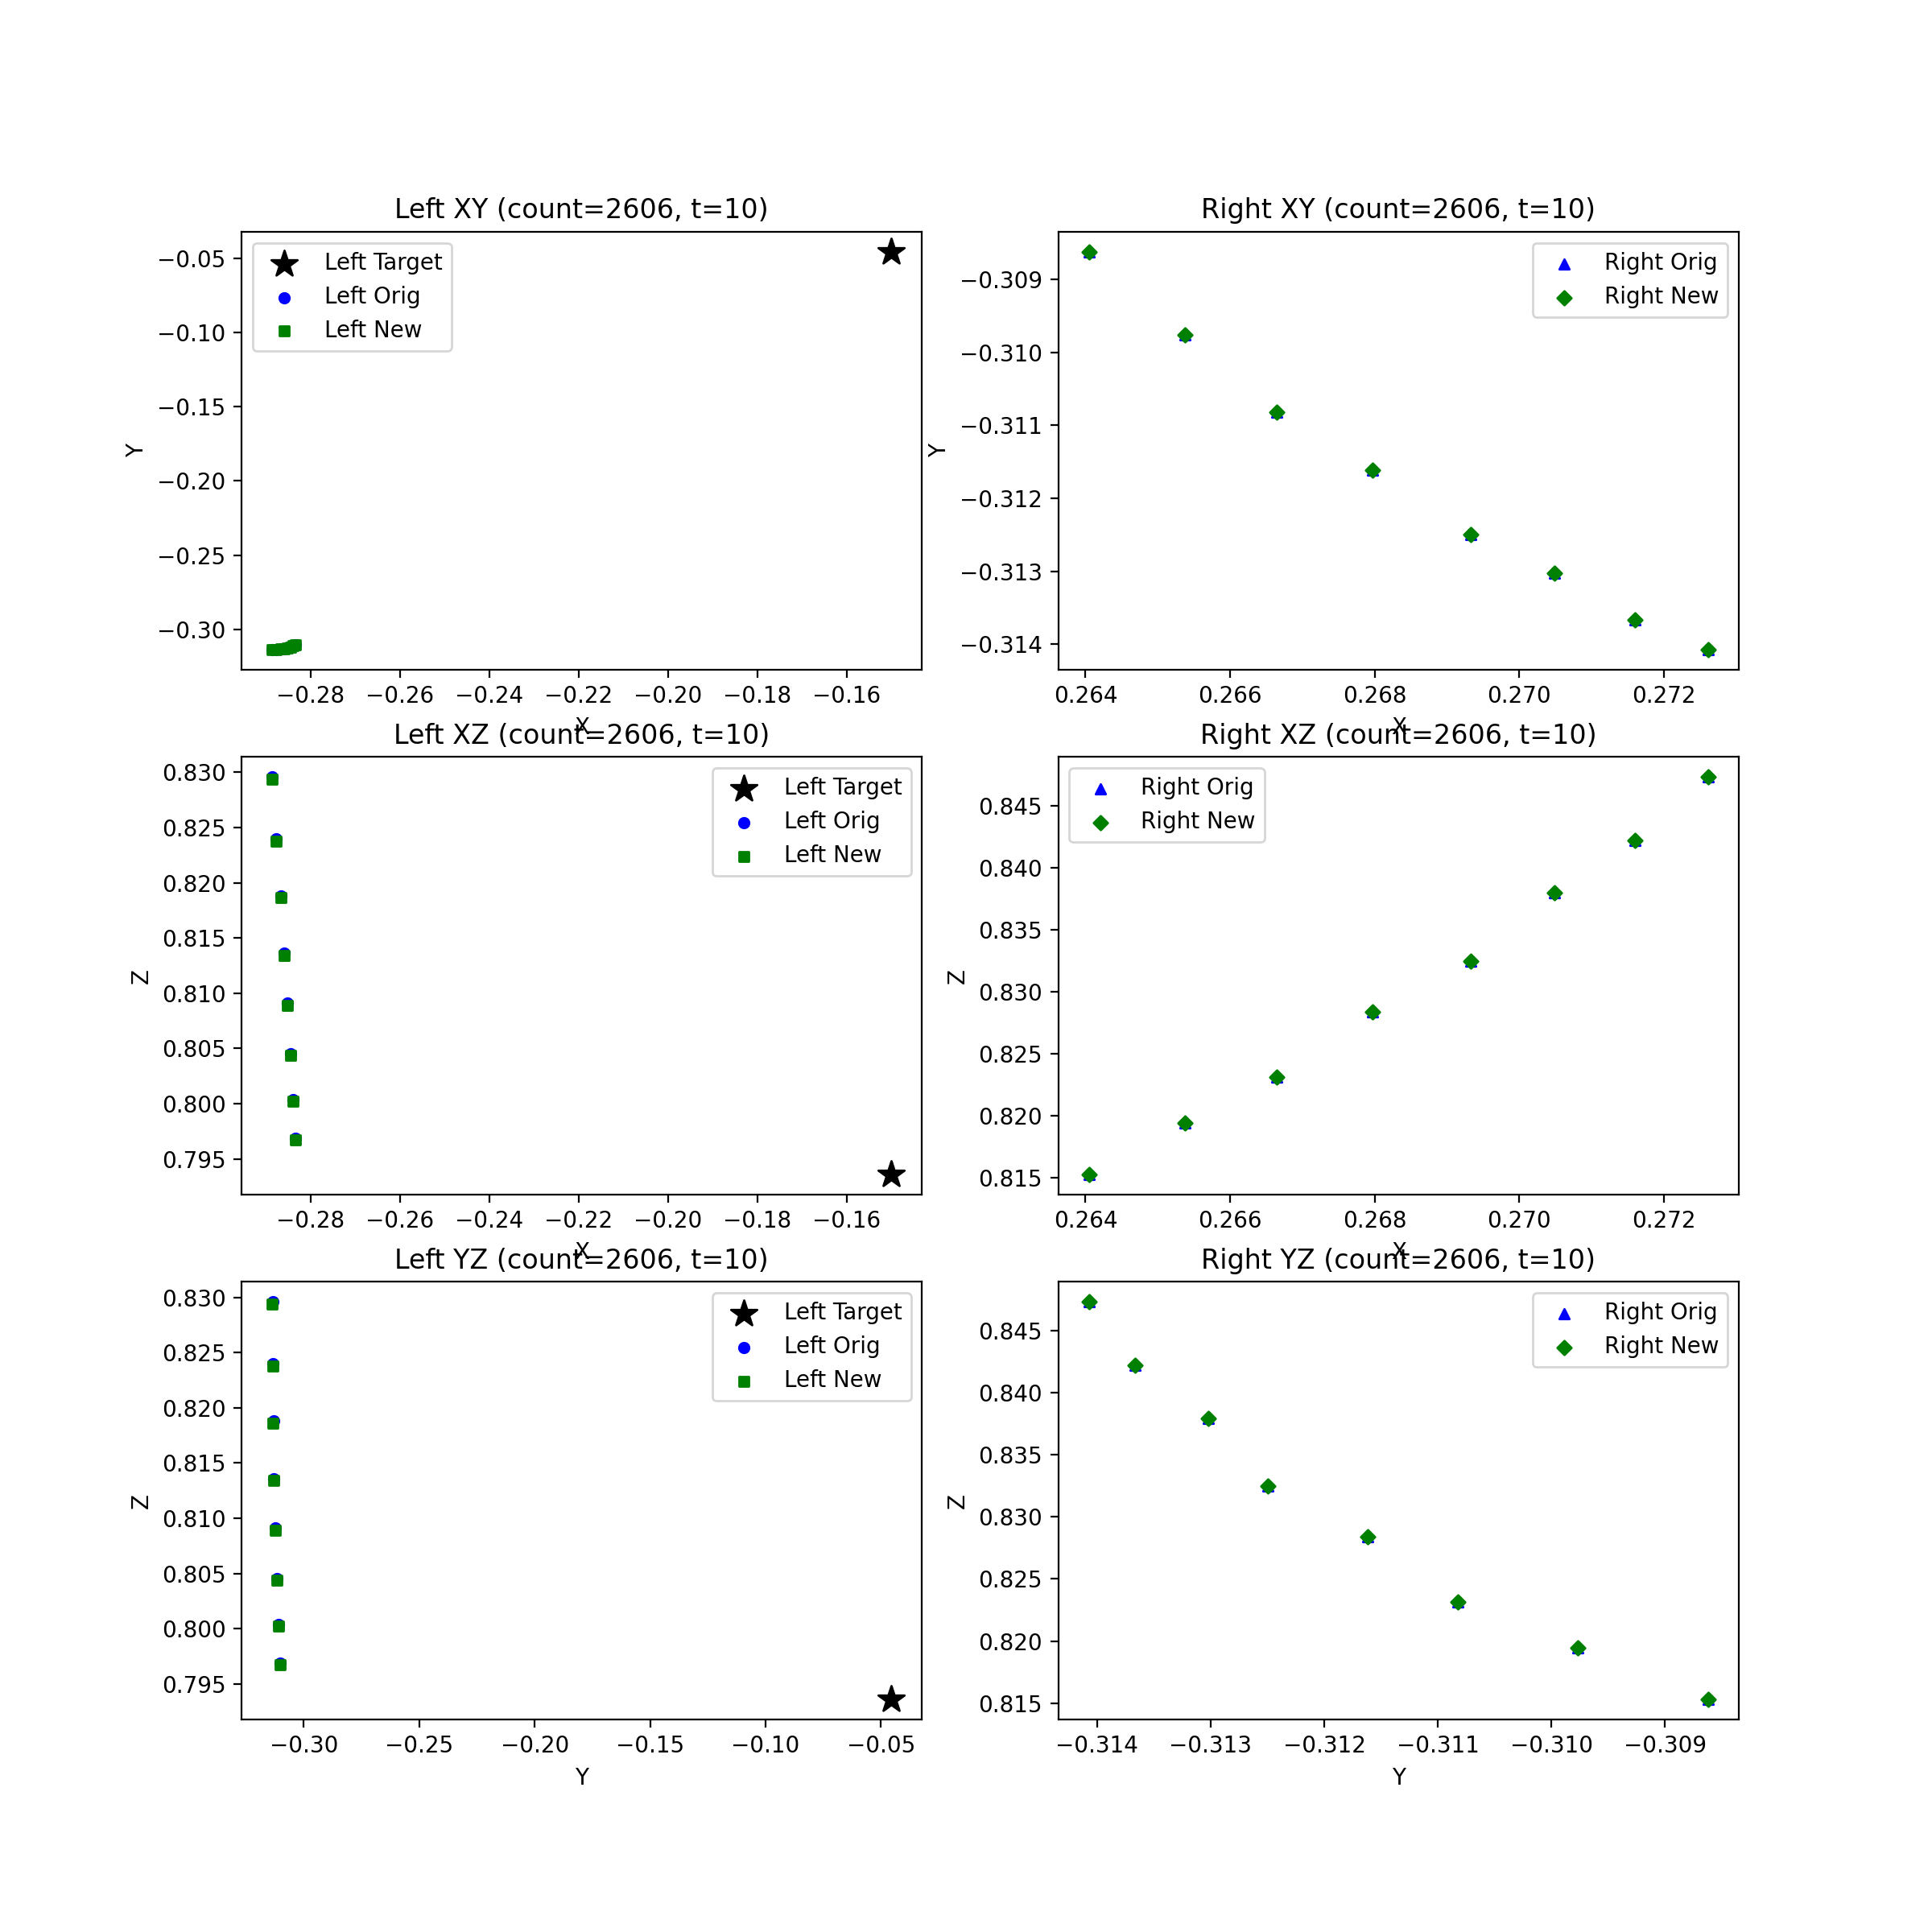 Left XY (count=2606, t=10)
Left Target
Left Orig
Left New
−0.05
−0.10
−0.15
−0.20
−0.25
−0.30
Y
−0.28 −0.26 −0.24 −0.22 −0.20 −0.18 −0.16
X
Right XY (count=2606, t=10)
Right Orig
Right New
−0.309
−0.310
−0.311
−0.312
−0.313
−0.314
Y
0.264 0.266 0.268 0.270 0.272
X
Left XZ (count=2606, t=10)
Left Target
Left Orig
Left New
0.830
0.825
0.820
0.815
0.810
0.805
0.800
0.795
Z
−0.28 −0.26 −0.24 −0.22 −0.20 −0.18 −0.16
X
Right XZ (count=2606, t=10)
Right Orig
Right New
0.845
0.840
0.835
0.830
0.825
0.820
0.815
Z
0.264 0.266 0.268 0.270 0.272
X
Left YZ (count=2606, t=10)
Left Target
Left Orig
Left New
0.830
0.825
0.820
0.815
0.810
0.805
0.800
0.795
Z
−0.30 −0.25 −0.20 −0.15 −0.10 −0.05
Y
Right YZ (count=2606, t=10)
Right Orig
Right New
0.845
0.840
0.835
0.830
0.825
0.820
0.815
Z
−0.314 −0.313 −0.312 −0.311 −0.310 −0.309
Y